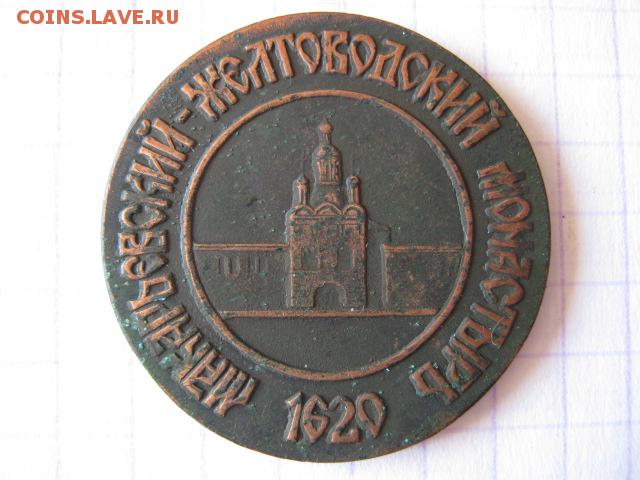 COINS.LAVE.RU
МАКАРЬЕВСКИЙ-ЖЕЛТОВОДСКИЙ МОНАСТЫРЬ
1620